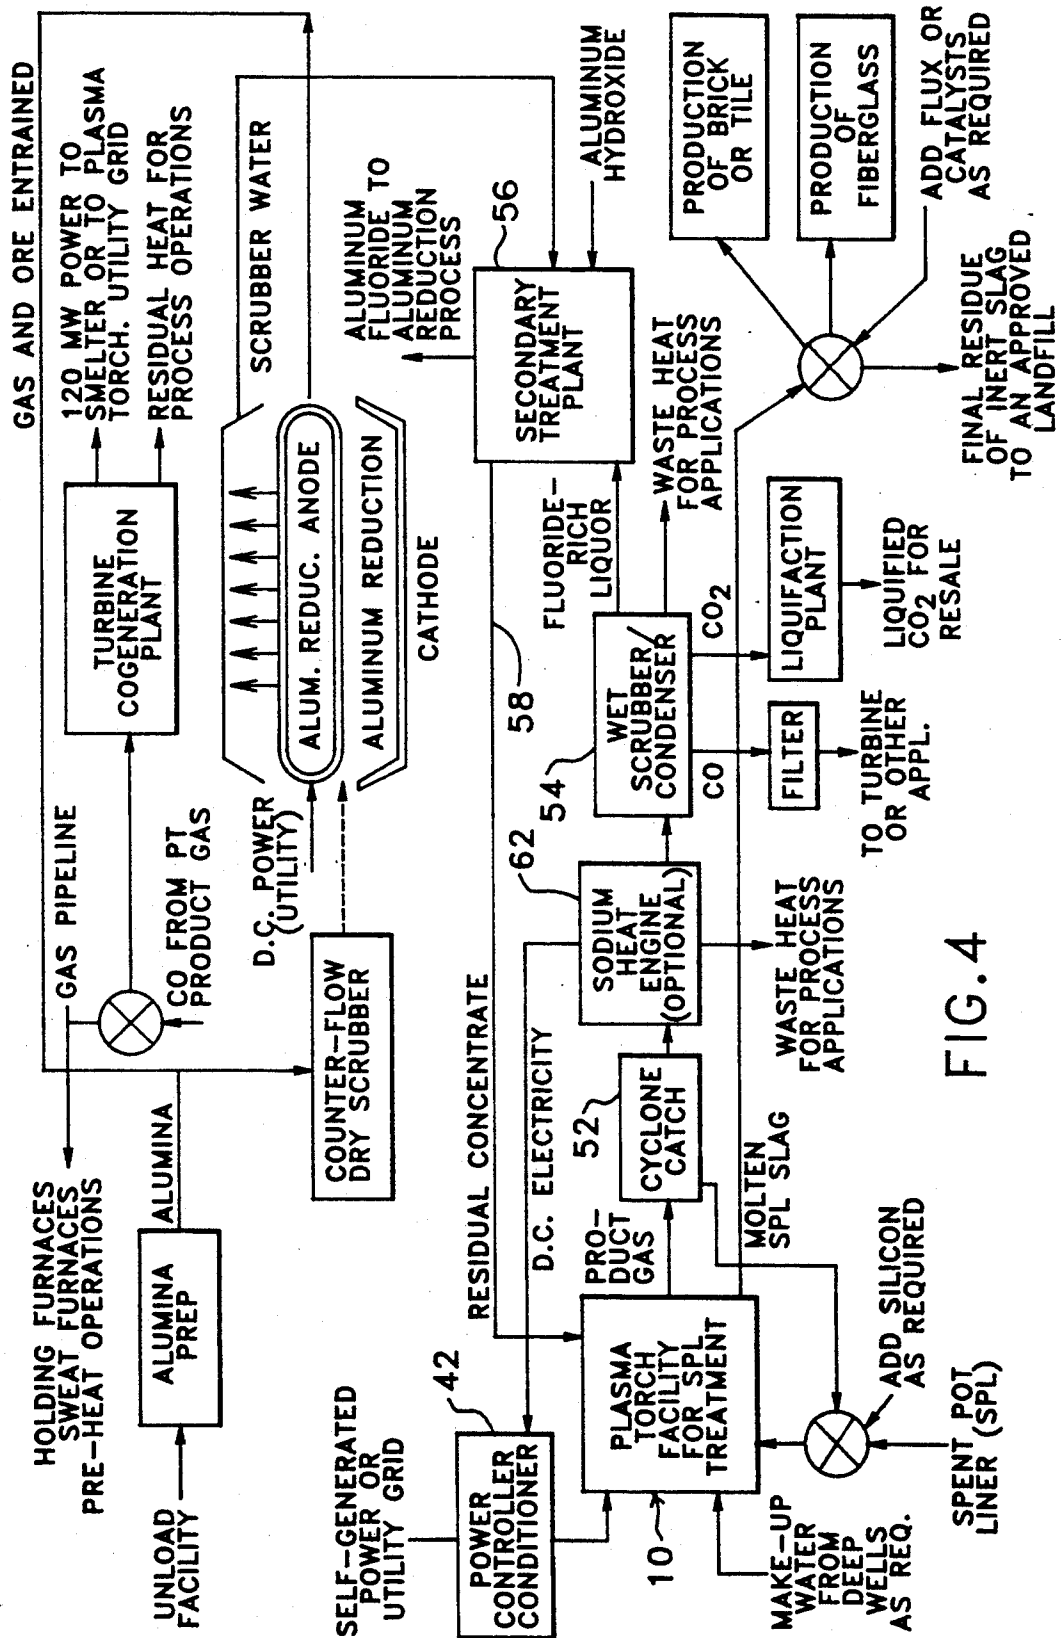 GAS AND ORE ENTRAINED
120 MW POWER TO
SMELTER OR TO PLASMA
TORCH. UTILITY GRID
RESIDUAL HEAT FOR
PROCESS OPERATIONS
TURBINE
COGENERATION
PLANT
GAS PIPELINE
CO FROM PT
PRODUCT GAS
HOLDING FURNACES
SWEAT FURNACES
PRE-HEAT OPERATIONS
UNLOAD
FACILITY
ALUMINA
PREP
ALUMINA
COUNTER-FLOW
DRY SCRUBBER
D.C. POWER
(UTILITY)
ALUM. REDUC. ANODE
ALUMINUM REDUCTION
CATHODE
SCRUBBER WATER
ALUMINUM
FLUORIDE TO
ALUMINUM
REDUCTION
PROCESS
56
SECONDARY
TREATMENT
PLANT
ALUMINUM
HYDROXIDE
SELF-GENERATED
POWER OR
UTILITY GRID
42
POWER
CONTROLLER
CONDITIONER
RESIDUAL CONCENTRATE
58
D.C. ELECTRICITY
10
PLASMA
TORCH
FACILITY
FOR SPL
TREATMENT
PRO-
DUCT
GAS
52
CYCLONE
CATCH
62
SODIUM
HEAT
ENGINE
(OPTIONAL)
54
WET
SCRUBBER/
CONDENSER
FLUORIDE-
RICH
LIQUOR
WASTE HEAT
FOR PROCESS
APPLICATIONS
MAKE-UP
WATER
FROM
DEEP
WELLS
AS REQ.
SPENT POT
LINER (SPL)
ADD SILICON
AS REQUIRED
MOLTEN
SPL SLAG
WASTE HEAT
FOR PROCESS
APPLICATIONS
CO
FILTER
TO TURBINE
OR OTHER
APPL.
CO2
LIQUIFACTION
PLANT
LIQUIFIED
CO2 FOR
RESALE
PRODUCTION
OF BRICK
OR TILE
PRODUCTION
OF
FIBERGLASS
ADD FLUX OR
CATALYSTS
AS REQUIRED
FINAL RESIDUE
OF INERT SLAG
TO AN APPROVED
LANDFILL
FIG.4